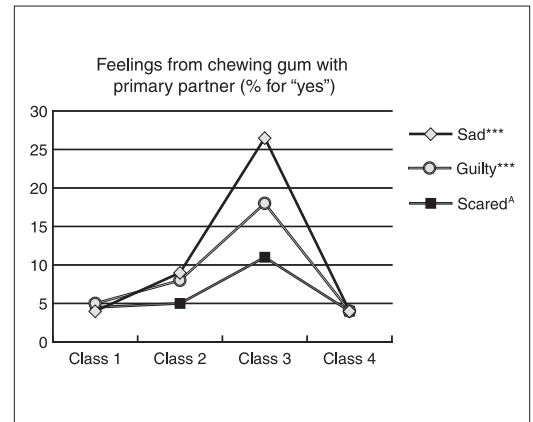 Feelings from chewing gum with
primary partner (% for “yes”)
30
25
20
15
10
5
0
Class 1 Class 2 Class 3 Class 4
Sad***
Guilty***
Scaredᴬ